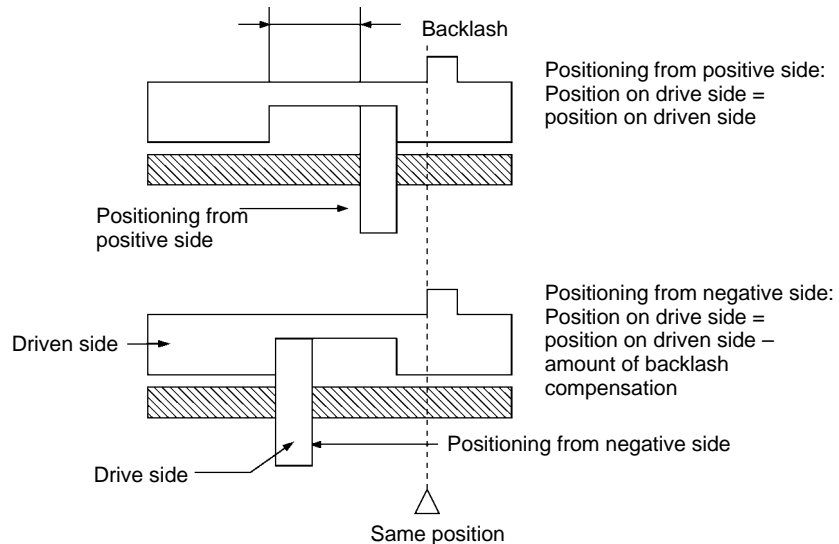 Backlash
Positioning from positive side:
Position on drive side =
position on driven side
Positioning from
positive side
Positioning from negative side:
Position on drive side =
position on driven side –
amount of backlash
compensation
Driven side
Positioning from negative side
Drive side
Same position